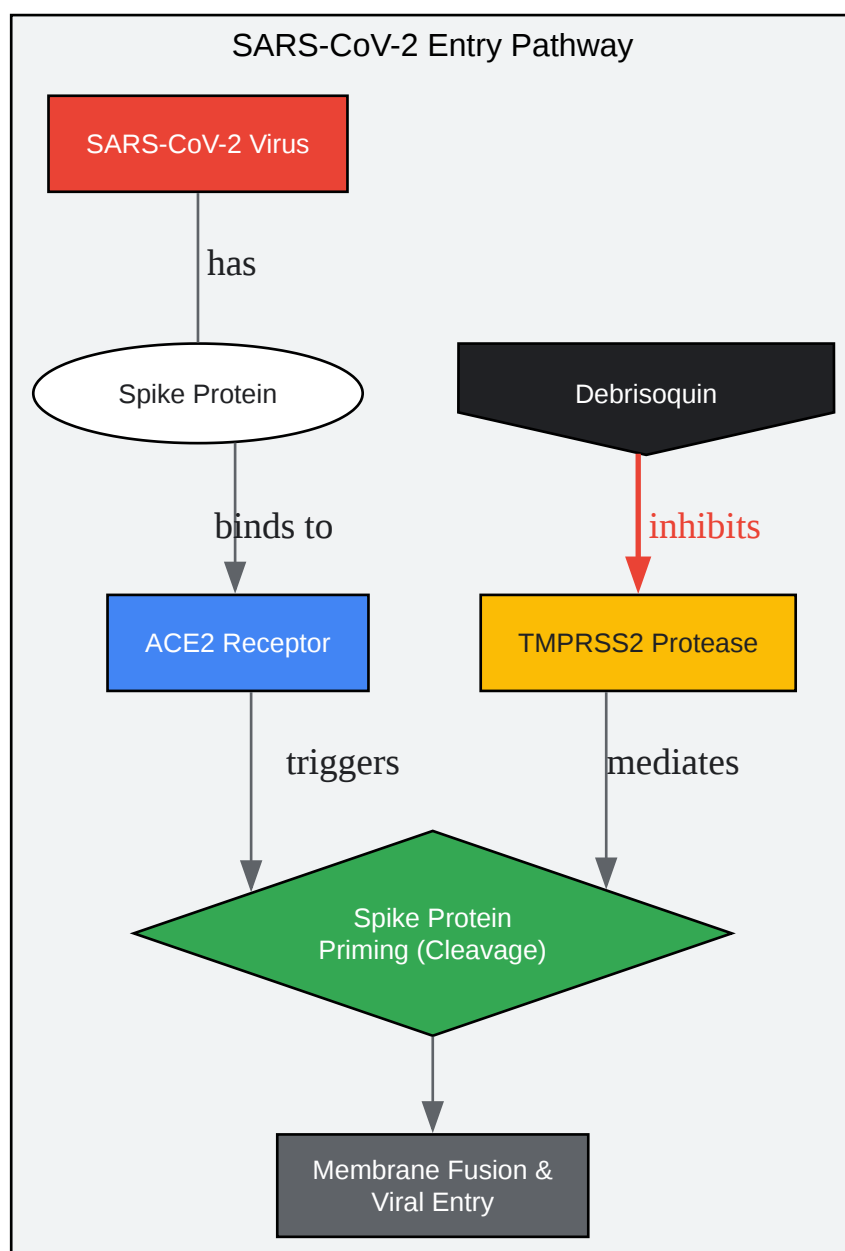 SARS-CoV-2 Entry Pathway
SARS-CoV-2 Virus
has
Spike Protein
Debrisoquin
binds to
inhibits
ACE2 Receptor
TMPRSS2 Protease
triggers
mediates
Spike Protein
Priming (Cleavage)
Membrane Fusion &
Viral Entry